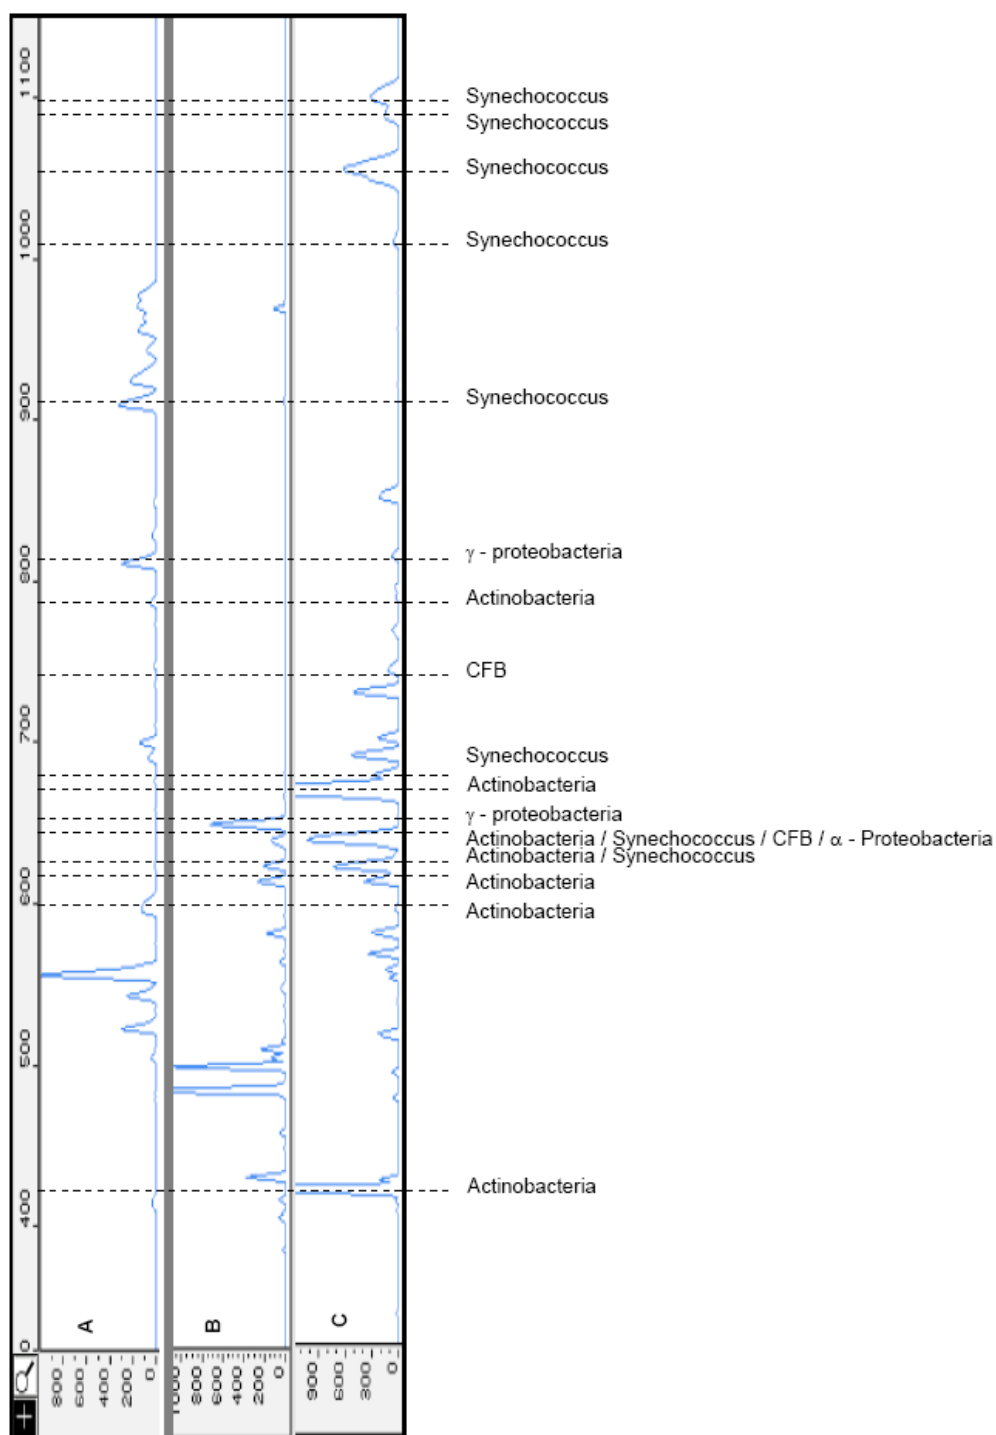 1100
Synechococcus
Synechococcus
Synechococcus
1000
Synechococcus
900
Synechococcus
800
γ - proteobacteria
Actinobacteria
CFB
700
Synechococcus
Actinobacteria
γ - proteobacteria
Actinobacteria / Synechococcus / CFB / α - Proteobacteria
Actinobacteria / Synechococcus
600
Actinobacteria
Actinobacteria
500
400
Actinobacteria
0
A
B
C
800 600 400 200 0
1000 800 600 400 200 0
900 600 300 0